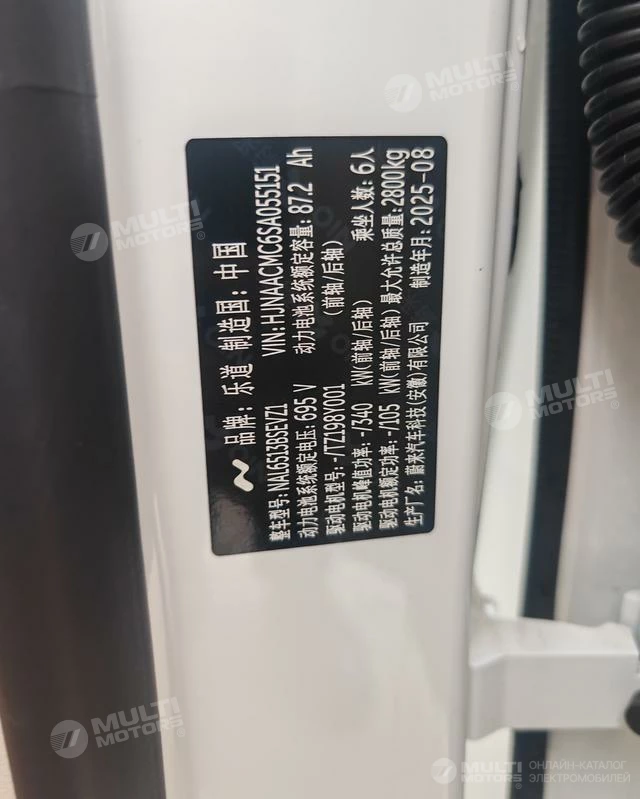 品牌: 乐道 制造国: 中国
整车型号: NAL6513BSEVZ1 VIN: HJNAACMC6SA055151
动力电池系统额定电压: 695 V 动力电池系统额定容量: 87.2 Ah
驱动电机型号: -/TZ198Y001 (前轴/后轴)
驱动电机峰值功率: -/340 kW(前轴/后轴) 乘坐人数: 6人
驱动电机额定功率: -/105 kW(前轴/后轴) 最大允许总质量: 2800kg
生产厂名: 蔚来汽车科技(安徽)有限公司 制造年月: 2025-08
MULTI MOTORS®
MULTI MOTORS®
MULTI MOTORS®
MULTI MOTORS®
MULTI MOTORS® ОНЛАЙН-КАТАЛОГ ЭЛЕКТРОМОБИЛЕЙ